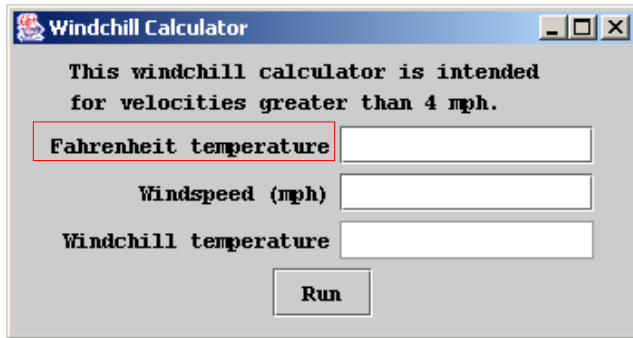 Windchill Calculator
This windchill calculator is intended
for velocities greater than 4 mph.
Fahrenheit temperature
Windspeed (mph)
Windchill temperature
Run